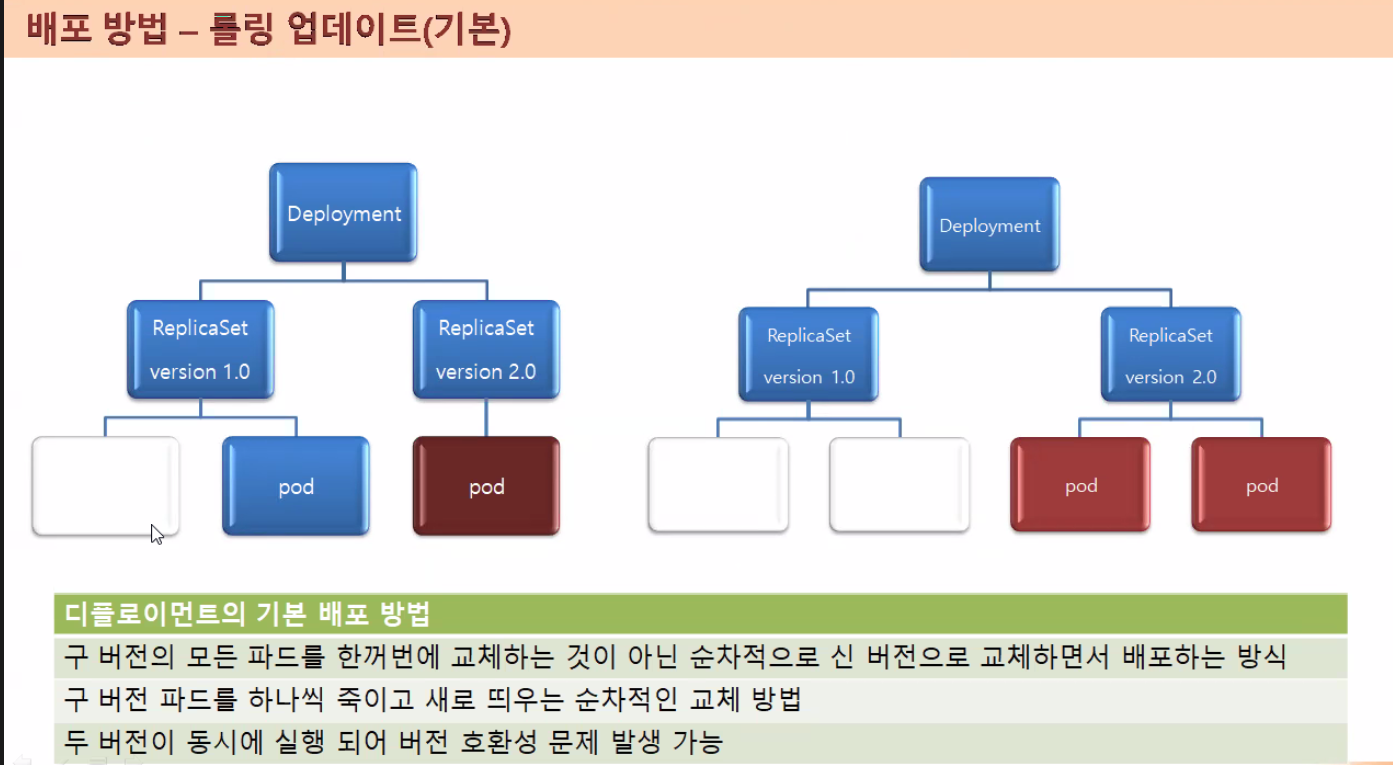 배포 방법 – 롤링 업데이트(기본)
Deployment
ReplicaSet
version 1.0
ReplicaSet
version 2.0
pod
pod
Deployment
ReplicaSet
version 1.0
ReplicaSet
version 2.0
pod
pod
디플로이먼트의 기본 배포 방법
구 버전의 모든 파드를 한꺼번에 교체하는 것이 아닌 순차적으로 신 버전으로 교체하면서 배포하는 방식
구 버전 파드를 하나씩 죽이고 새로 띄우는 순차적인 교체 방법
두 버전이 동시에 실행 되어 버전 호환성 문제 발생 가능